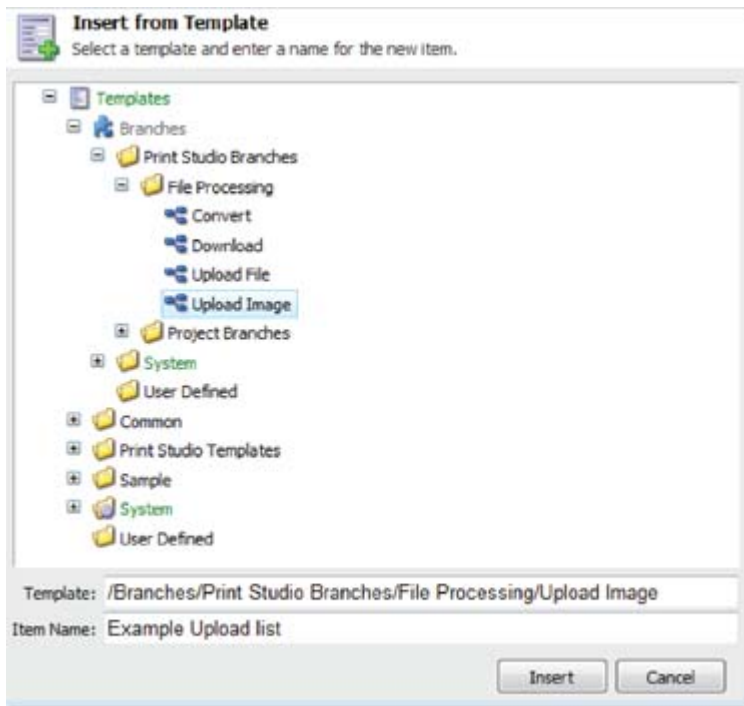 Insert from Template
Select a template and enter a name for the new item.
Templates
Branches
Print Studio Branches
File Processing
Convert
Download
Upload File
Upload Image
Project Branches
System
User Defined
Common
Print Studio Templates
Sample
System
User Defined
Template: /Branches/Print Studio Branches/File Processing/Upload Image
Item Name: Example Upload list
Insert Cancel